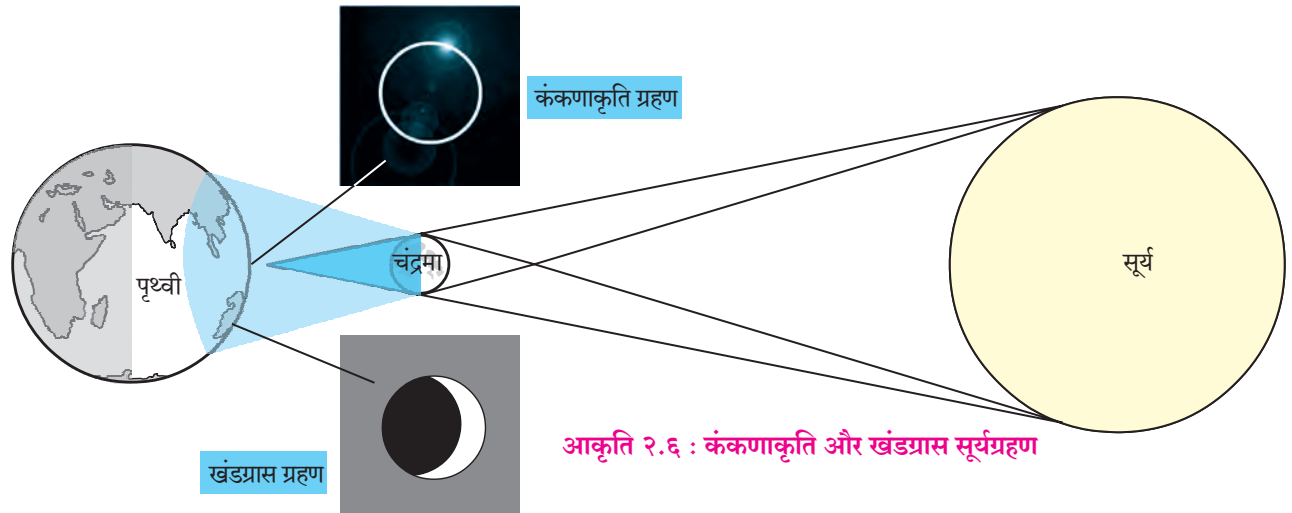 कंकणाकृति ग्रहण
चंद्रमा
सूर्य
पृथ्वी
आकृति २.६ : कंकणाकृति और खंडग्रास सूर्यग्रहण
खंडग्रास ग्रहण